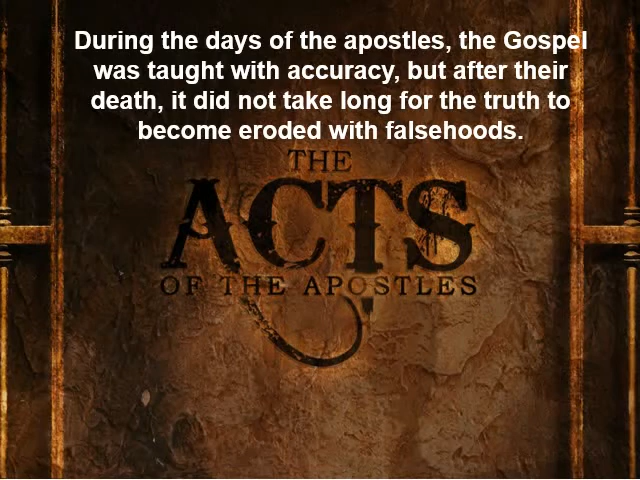 During the days of the apostles, the Gospel
was taught with accuracy, but after their
death, it did not take long for the truth to
become eroded with falsehoods.
THE
ACTS
OF THE APOSTLES